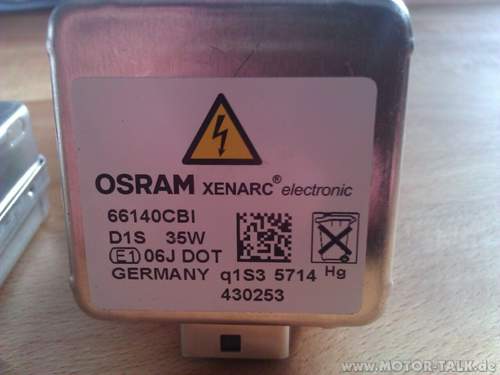 OSRAM XENARC® electronic
66140CBI
D1S 35W
E1 06J DOT
GERMANY q1S3 5714 Hg
430253
www.MOTOR-TALK.de